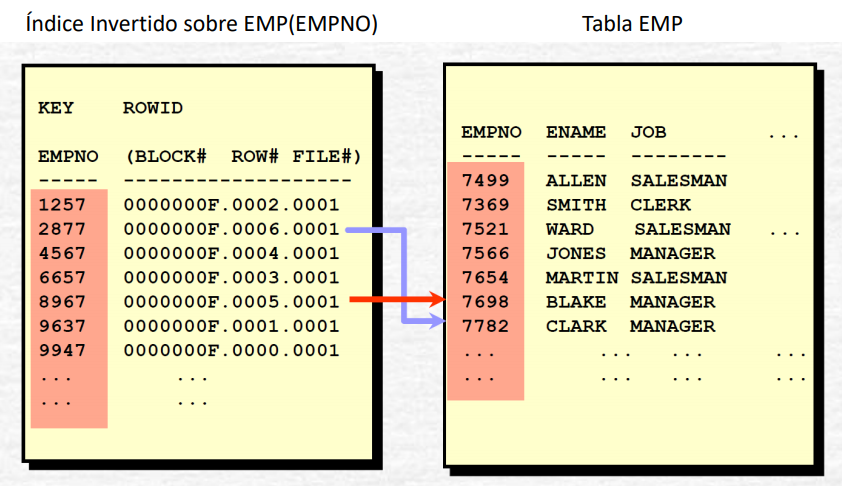 Índice Invertido sobre EMP(EMPNO)
KEY ROWID
EMPNO (BLOCK# ROW# FILE#)
----- -------------------
1257 0000000F.0002.0001
2877 0000000F.0006.0001
4567 0000000F.0004.0001
6657 0000000F.0003.0001
8967 0000000F.0005.0001
9637 0000000F.0001.0001
9947 0000000F.0000.0001
... ...
... ...
Tabla EMP
EMPNO ENAME JOB ...
----- ----- --------
7499 ALLEN SALESMAN
7369 SMITH CLERK
7521 WARD SALESMAN ...
7566 JONES MANAGER
7654 MARTIN SALESMAN
7698 BLAKE MANAGER
7782 CLARK MANAGER
... ... ... ...
... ... ... ...